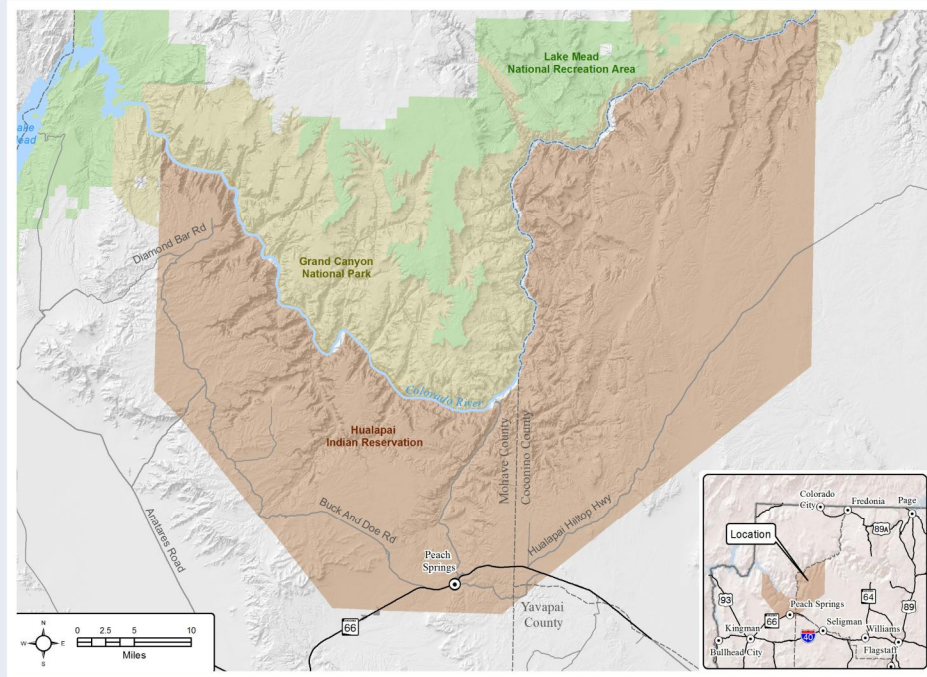 Lake Mead
National Recreation Area
ake
ead
Diamond Bar Rd
Grand Canyon
National Park
Colorado River
Hualapai
Indian Reservation
Mohave County
Coconino County
Buck And Doe Rd
Hualapai Hilltop Hwy
Anatares Road
Peach
Springs
Yavapai
County
66
N
W
E
S
0 2.5 5 10
Miles
Colorado
City
Fredonia
Page
89A
Location
93
64
89
66
Peach Springs
Seligman
Kingman
40
Williams
Bullhead City
Flagstaff